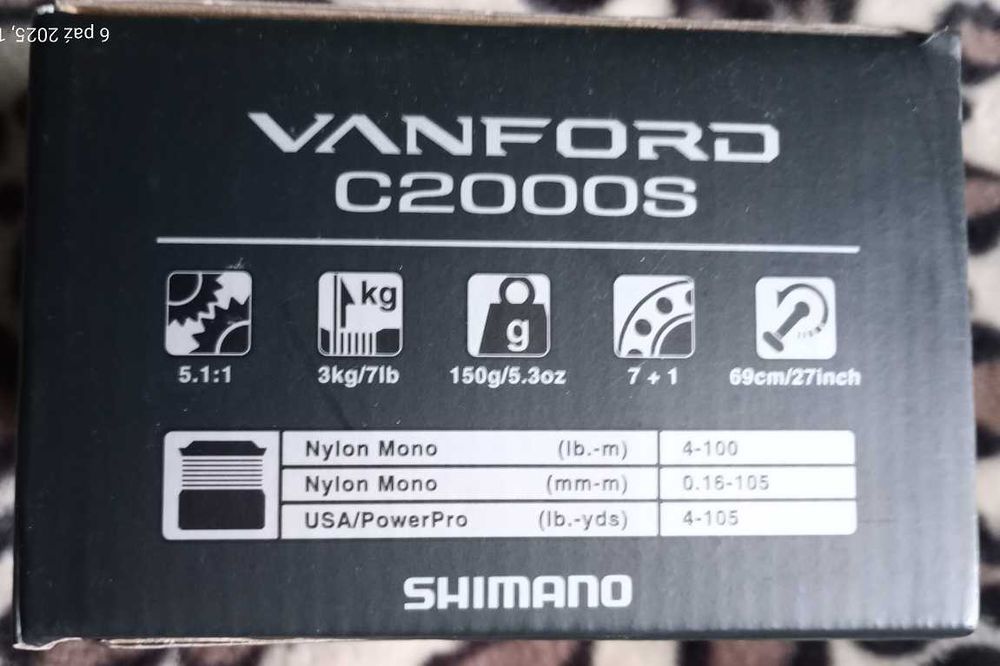 6 paź 2025, 1
VANFORD
C2000S
kg
g
5.1:1 3kg/7lb 150g/5.3oz 7 + 1 69cm/27inch
Nylon Mono (lb.-m) 4-100
Nylon Mono (mm-m) 0.16-105
USA/PowerPro (lb.-yds) 4-105
SHIMANO